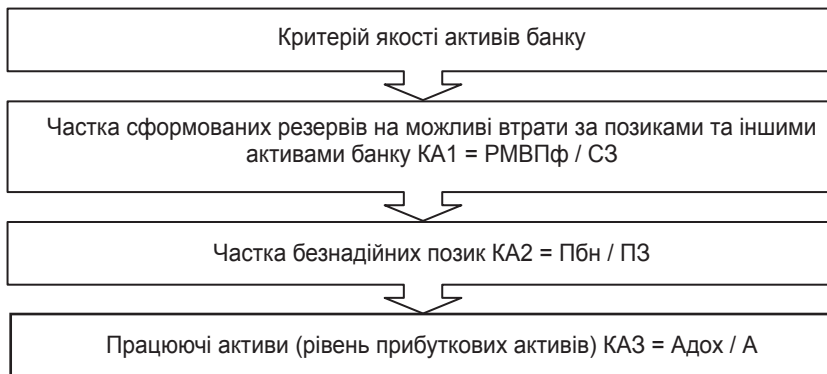 Критерій якості активів банку
Частка сформованих резервів на можливі втрати за позиками та іншими
активами банку КА1 = РМВПф / СЗ
Частка безнадійних позик КА2 = Пбн / ПЗ
Працюючі активи (рівень прибуткових активів) КАЗ = Адох / А